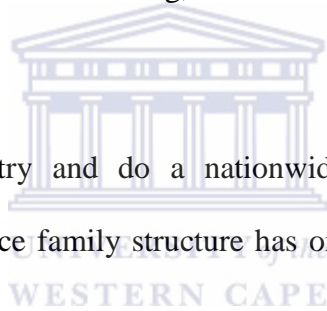 try and do a nationwid
ce family structure has o
UNIVERSITY of the
WESTERN CAPE